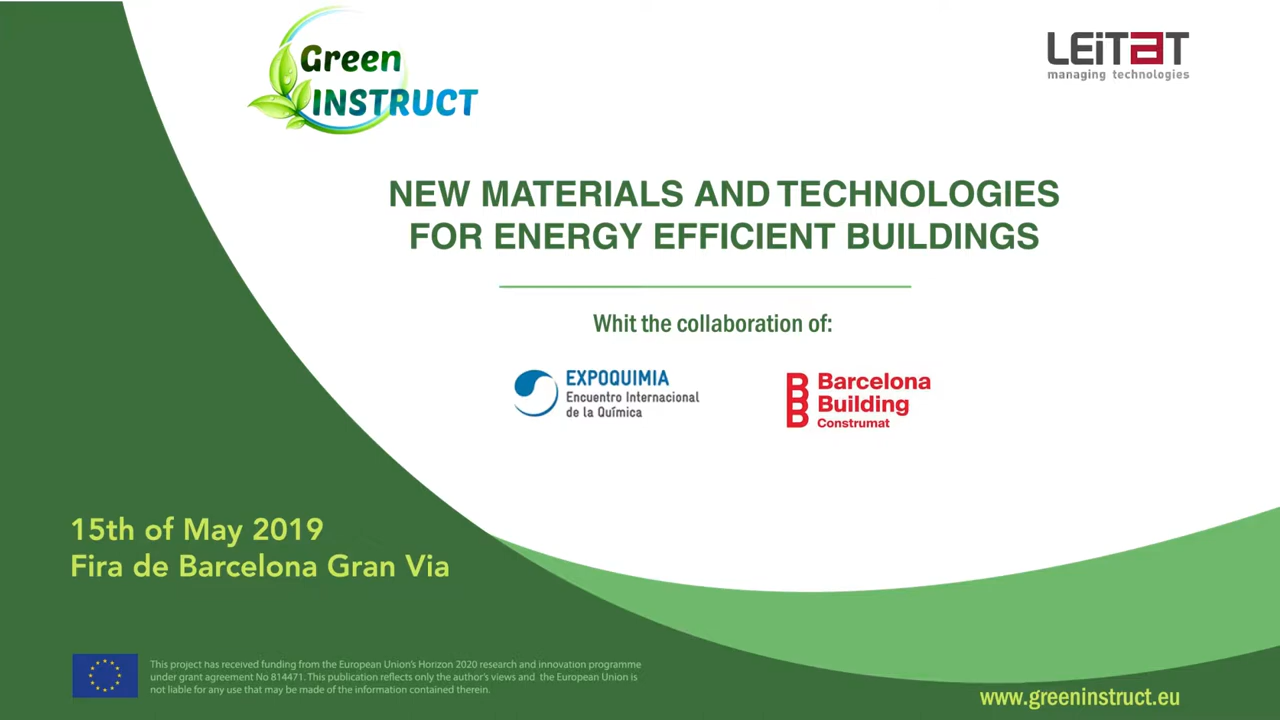 Green
INSTRUCT
LEiTAT
managing technologies
NEW MATERIALS AND TECHNOLOGIES
FOR ENERGY EFFICIENT BUILDINGS
Whit the collaboration of:
EXPOQUIMIA
Encuentro Internacional
de la Química
BBB
Barcelona
Building
Construmat
15th of May 2019
Fira de Barcelona Gran Via
This project has received funding from the European Union's Horizon 2020 research and innovation programme
under grant agreement No 814471. This publication reflects only the author's views and the European Union is
not liable for any use that may be made of the information contained therein.
www.greeninstruct.eu